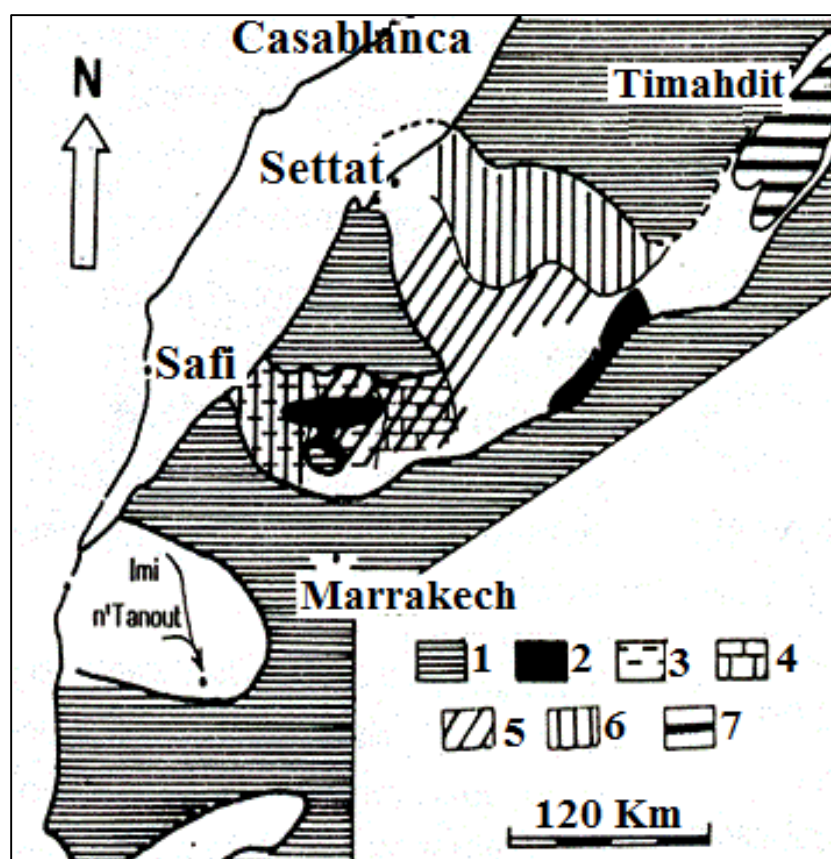 Casablanca
N
Timahdit
Settat
Safi
Imi
n'Tanout
Marrakech
1 2 3 4
5 6 7
120 Km